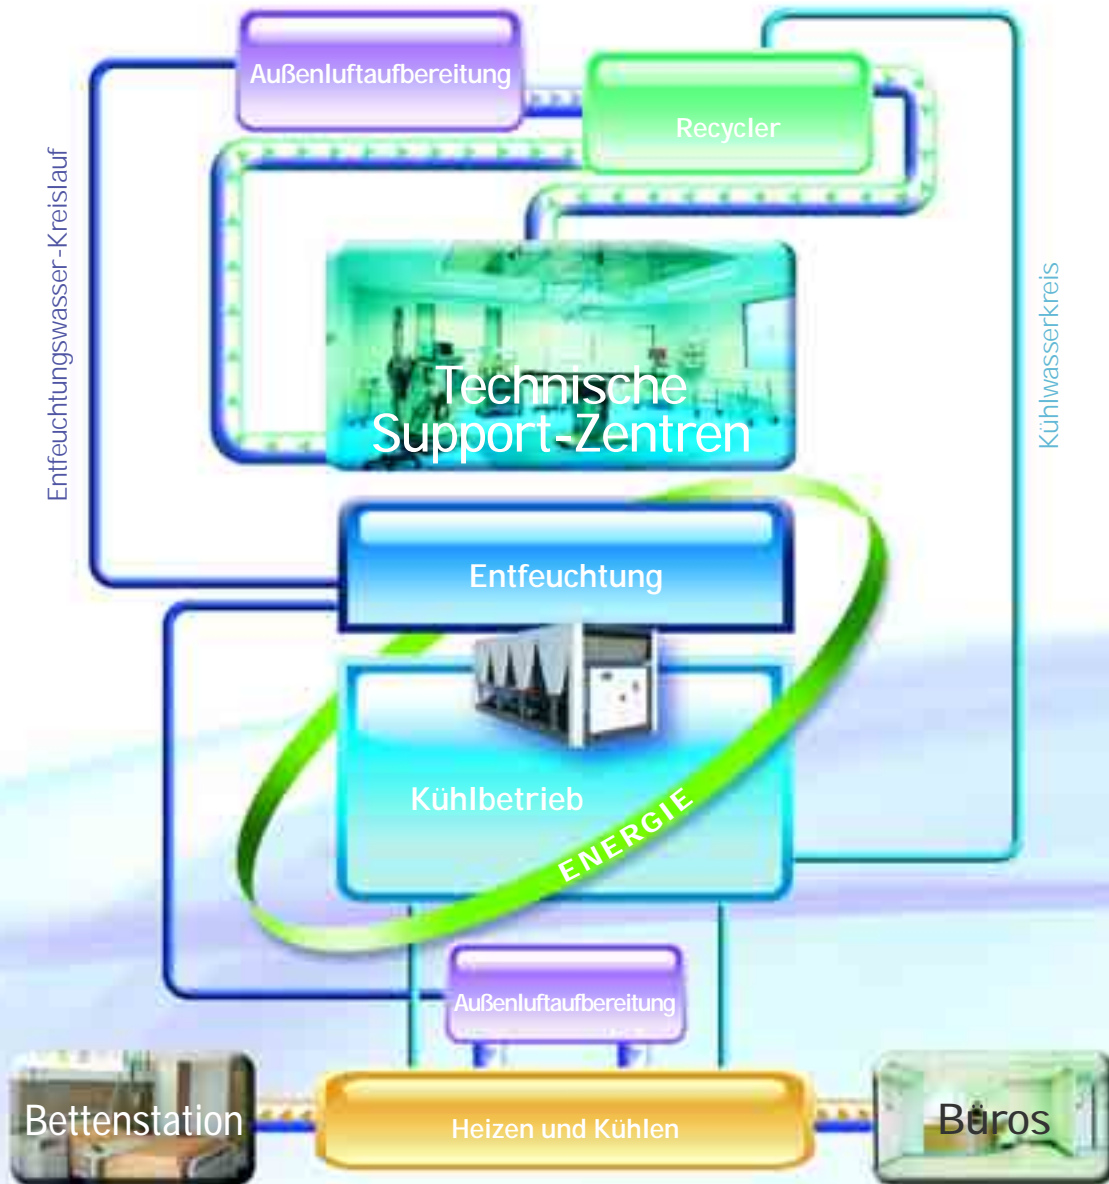 Außenluftaufbereitung
Recycler
Entfeuchtungswasser-Kreislauf
Kühlwasserkreis
Technische
Support-Zentren
Entfeuchtung
Kühlbetrieb
ENERGIE
Außenluftaufbereitung
Bettenstation
Heizen und Kühlen
Büros